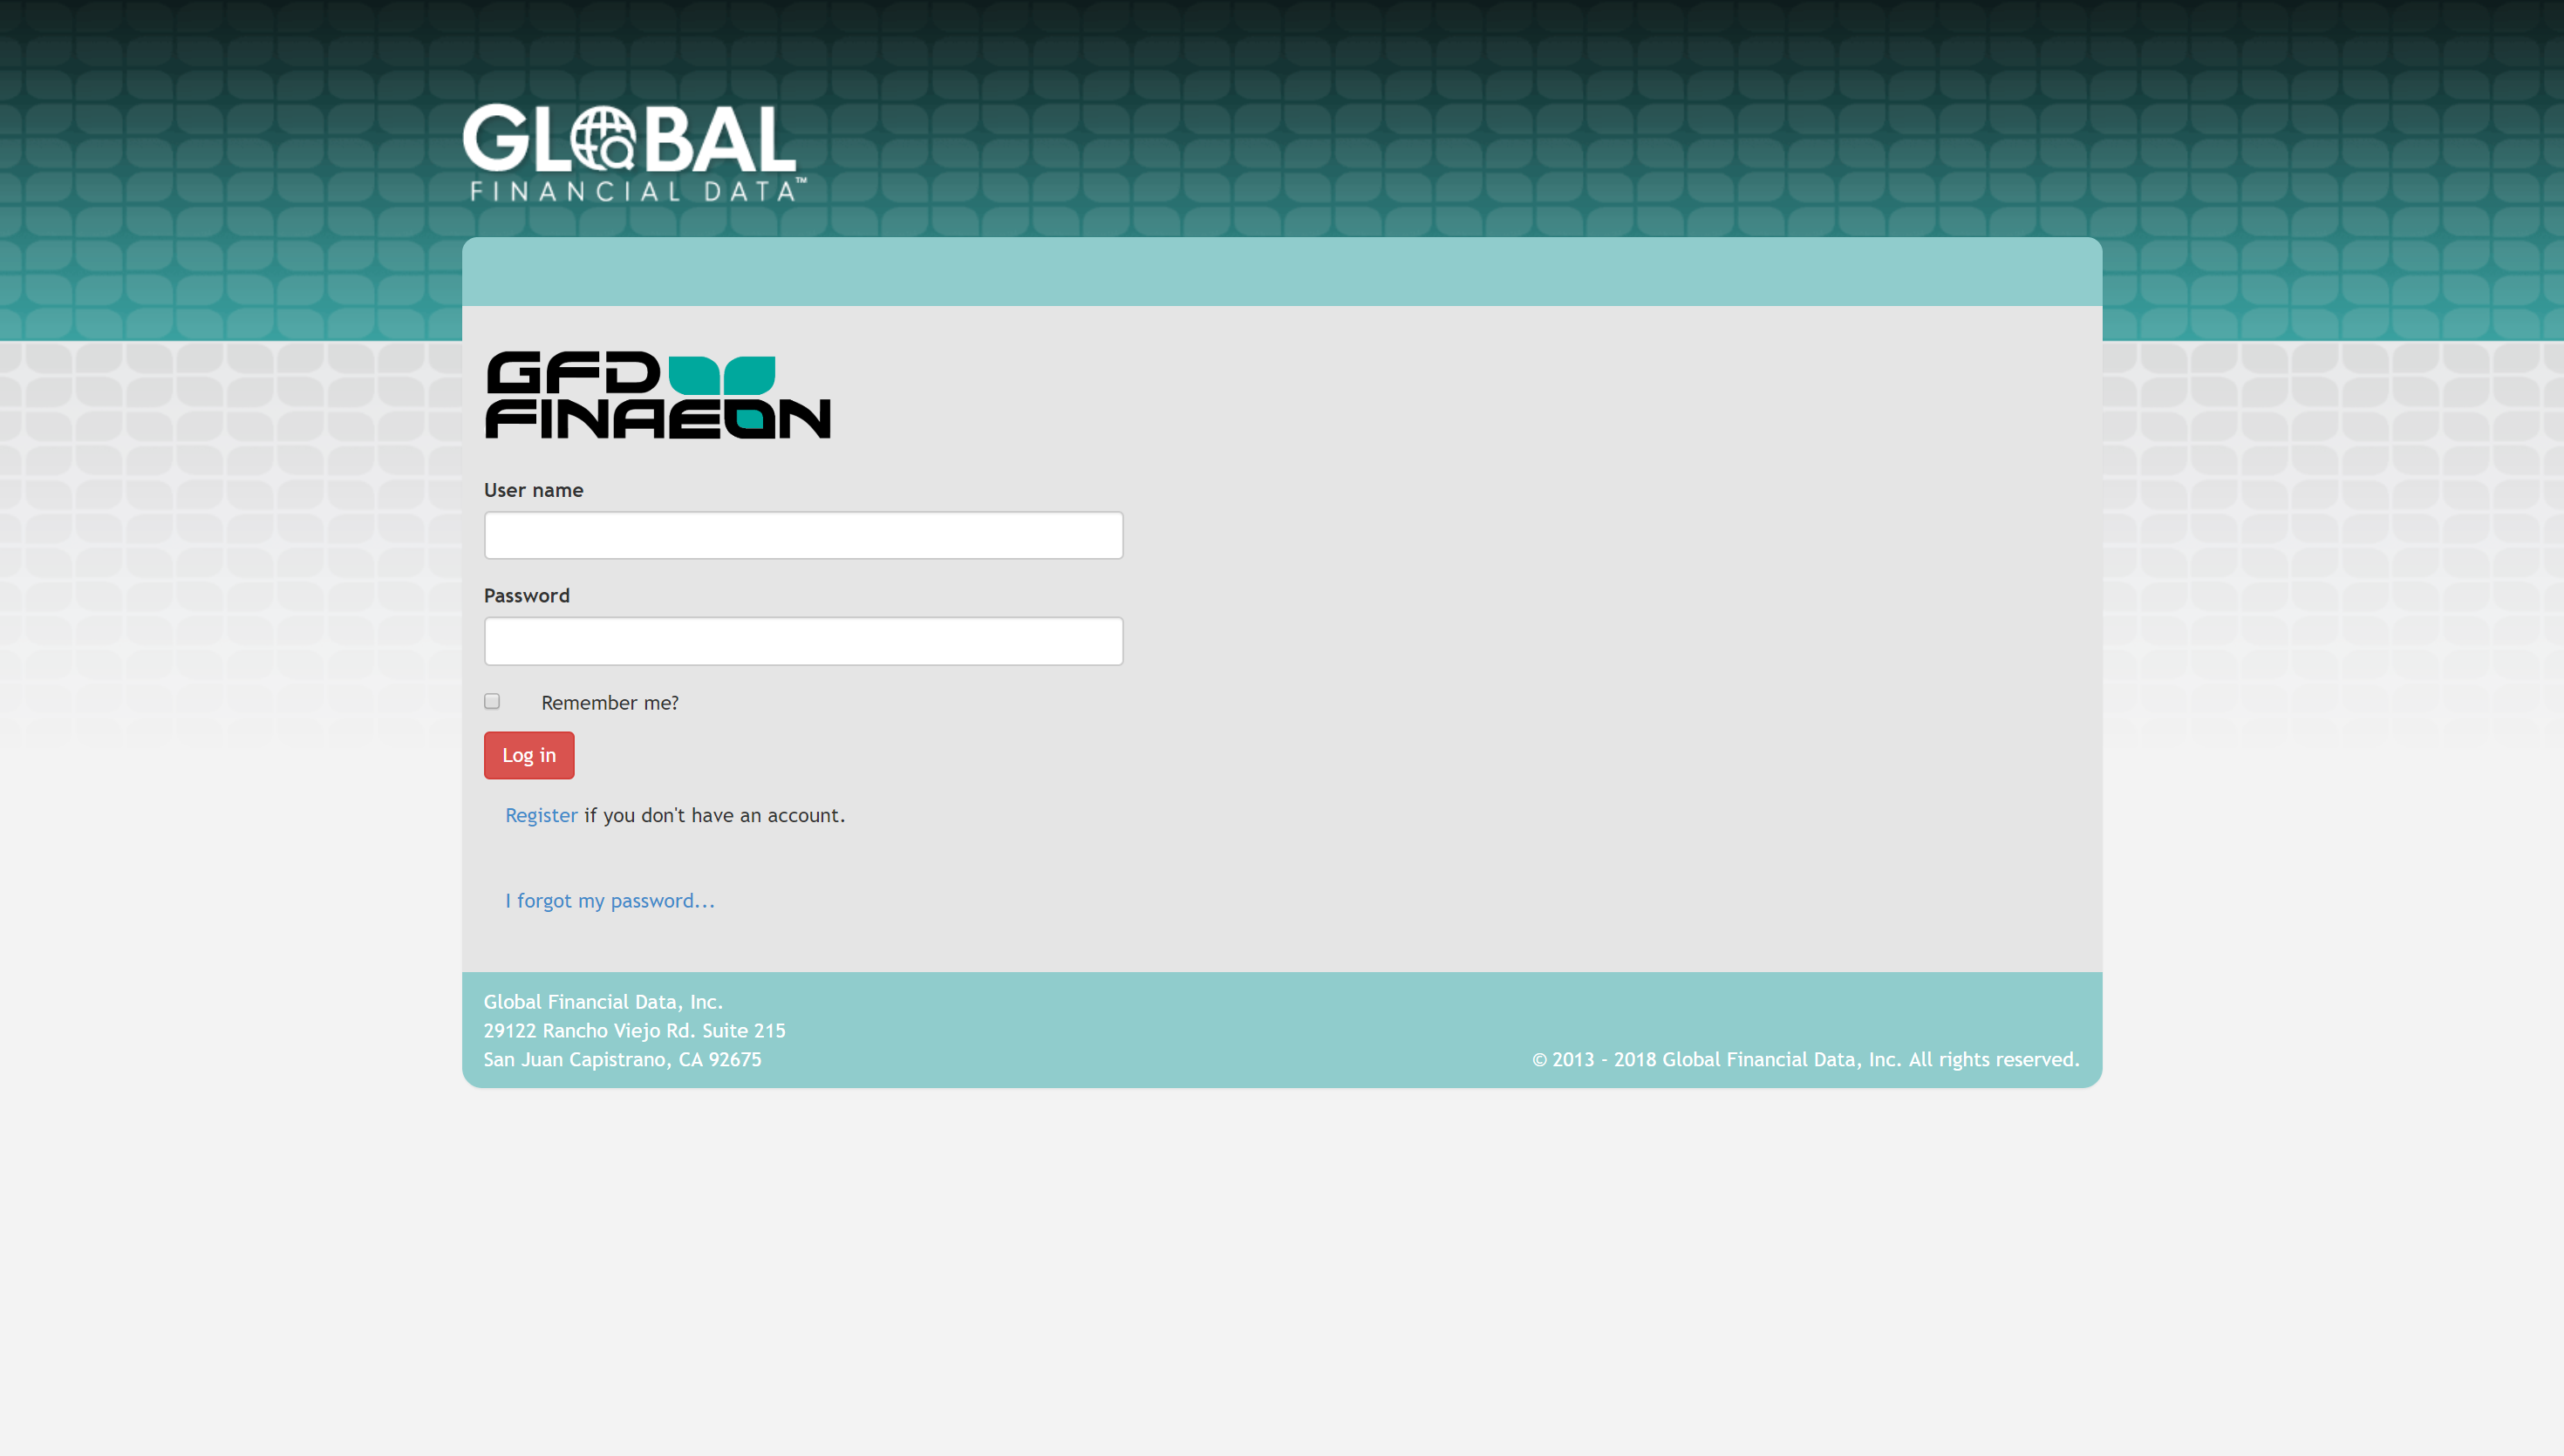 GLOBAL
FINANCIAL DATA™
GFD
FINAEON
User name
Password
Remember me?
Log in
Register if you don't have an account.
I forgot my password...
Global Financial Data, Inc.
29122 Rancho Viejo Rd. Suite 215
San Juan Capistrano, CA 92675
© 2013 - 2018 Global Financial Data, Inc. All rights reserved.